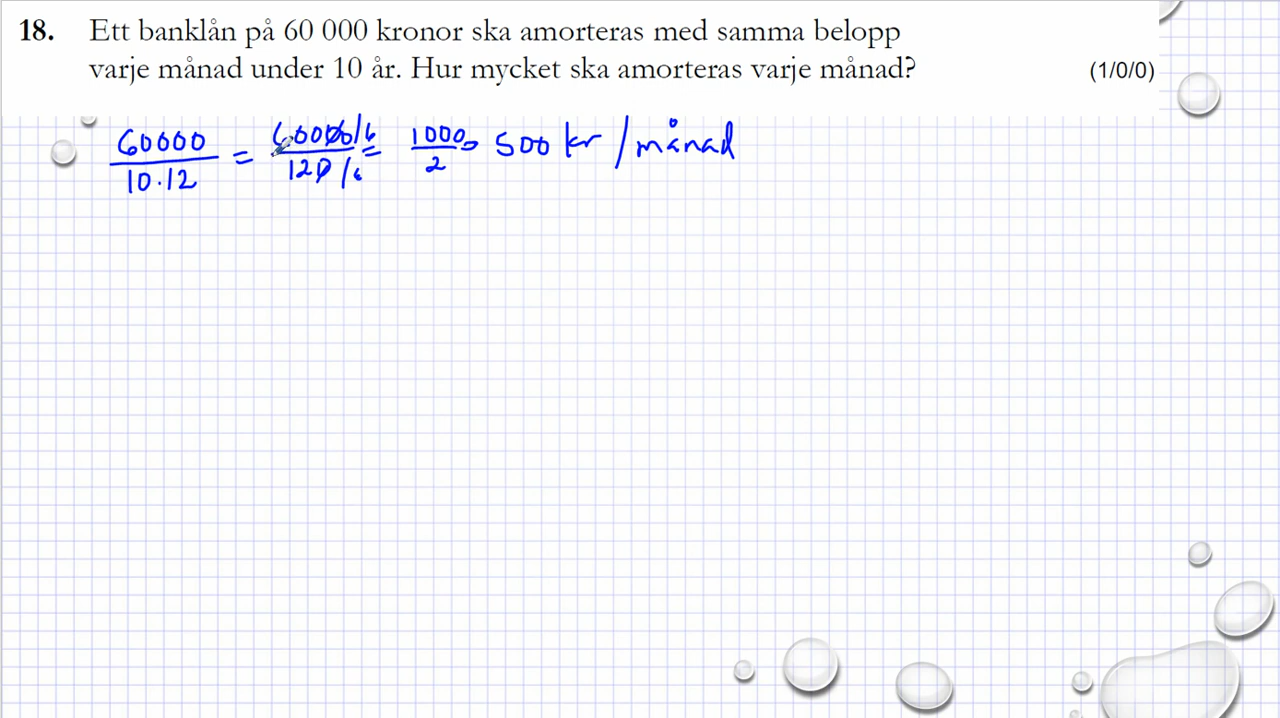 18. Ett banklån på 60 000 kronor ska amorteras med samma belopp
varje månad under 10 år. Hur mycket ska amorteras varje månad? (1/0/0)
60000/10·12 = 60000/6/120/6 = 1000/2 = 500 kr/månad